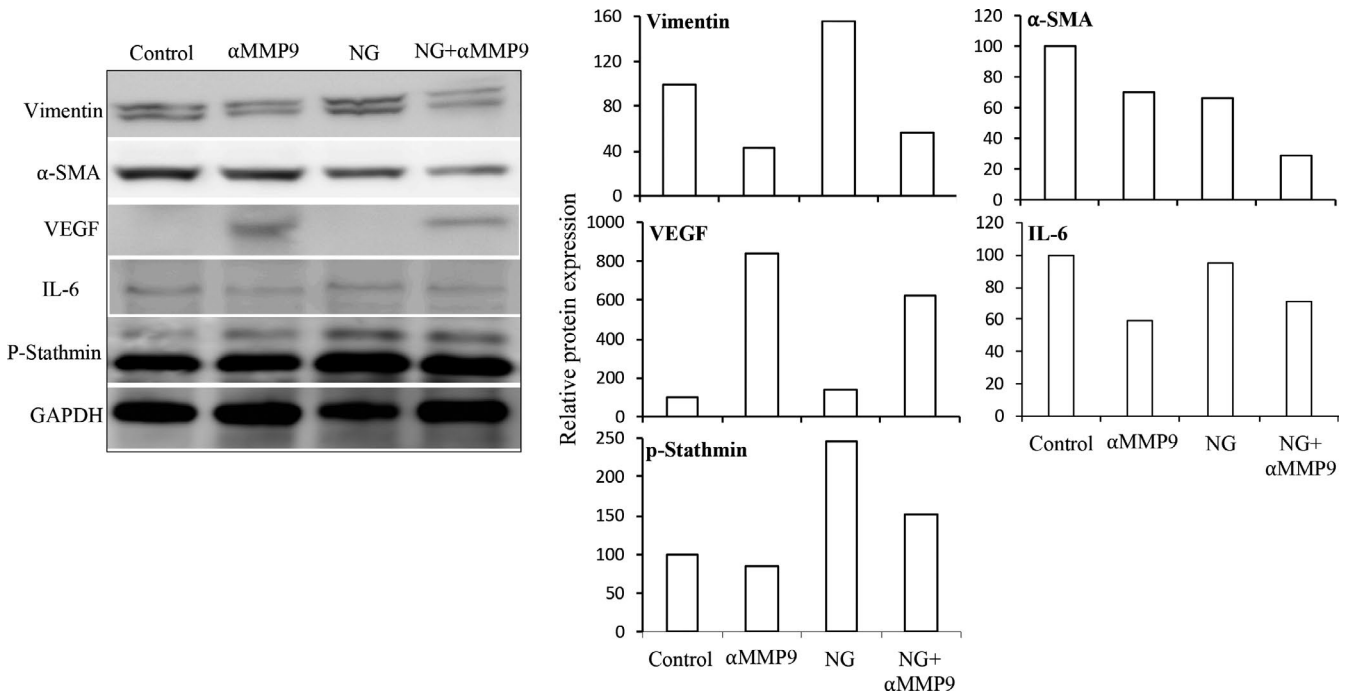 Control αMMP9 NG NG+αMMP9
Vimentin
α-SMA
VEGF
IL-6
P-Stathmin
GAPDH
Relative protein expression
Vimentin
160
120
80
40
0
α-SMA
120
100
80
60
40
20
0
VEGF
1000
800
600
400
200
0
IL-6
120
100
80
60
40
20
0
Control αMMP9 NG NG+
αMMP9
p-Stathmin
250
200
150
100
50
0
Control αMMP9 NG NG+
αMMP9